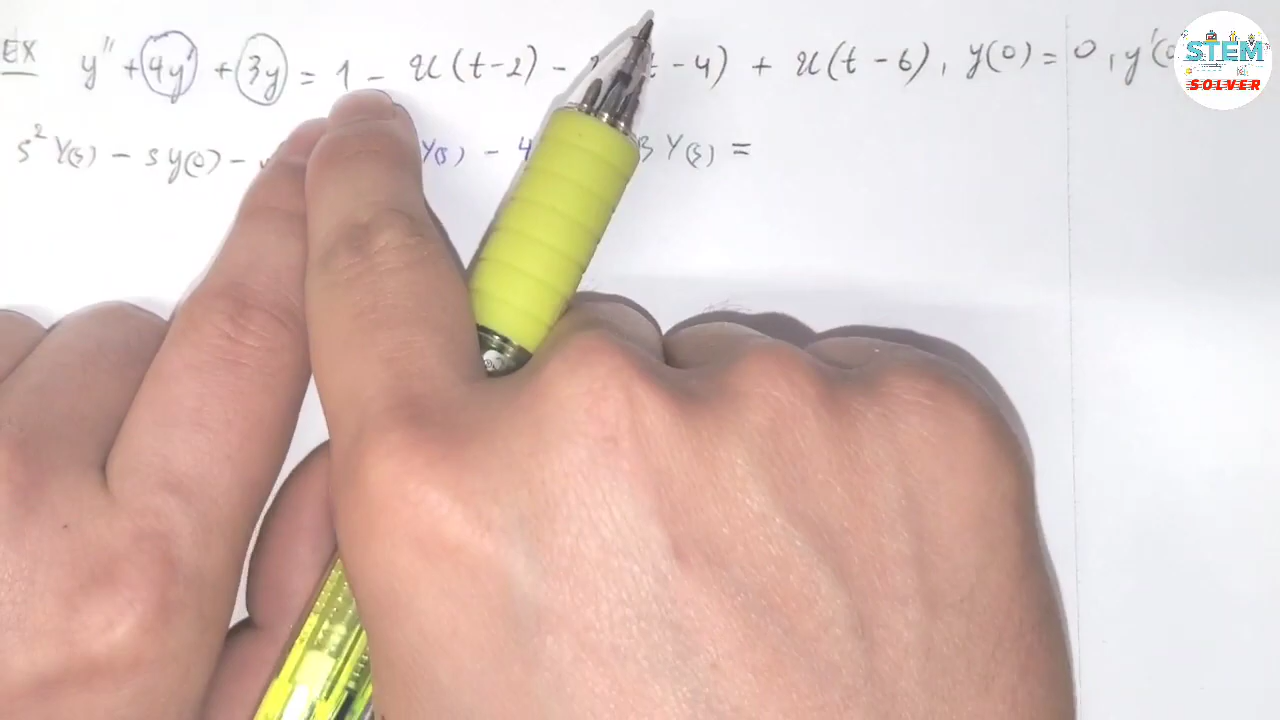 EX y'' + 4y' + 3y = 1 - u(t-2) - t - 4) + u(t-6), y(0) = 0, y'(0
s² Y(s) - s y(0) - Y(s) - 4 3 Y(s) =
STEM
SOLVER